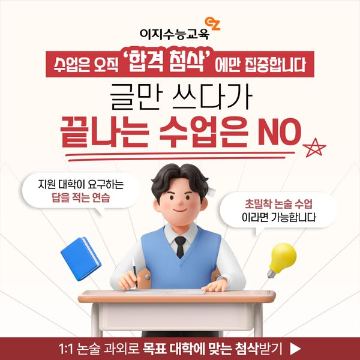 이지수능교육 EZ
수업은 오직 '합격 첨삭'에만 집중합니다
글만 쓰다가
끝나는 수업은 NO
지원 대학이 요구하는
답을 적는 연습
초밀착 논술 수업
이라면 가능합니다
1:1 논술 과외로 목표 대학에 맞는 첨삭받기 ▶